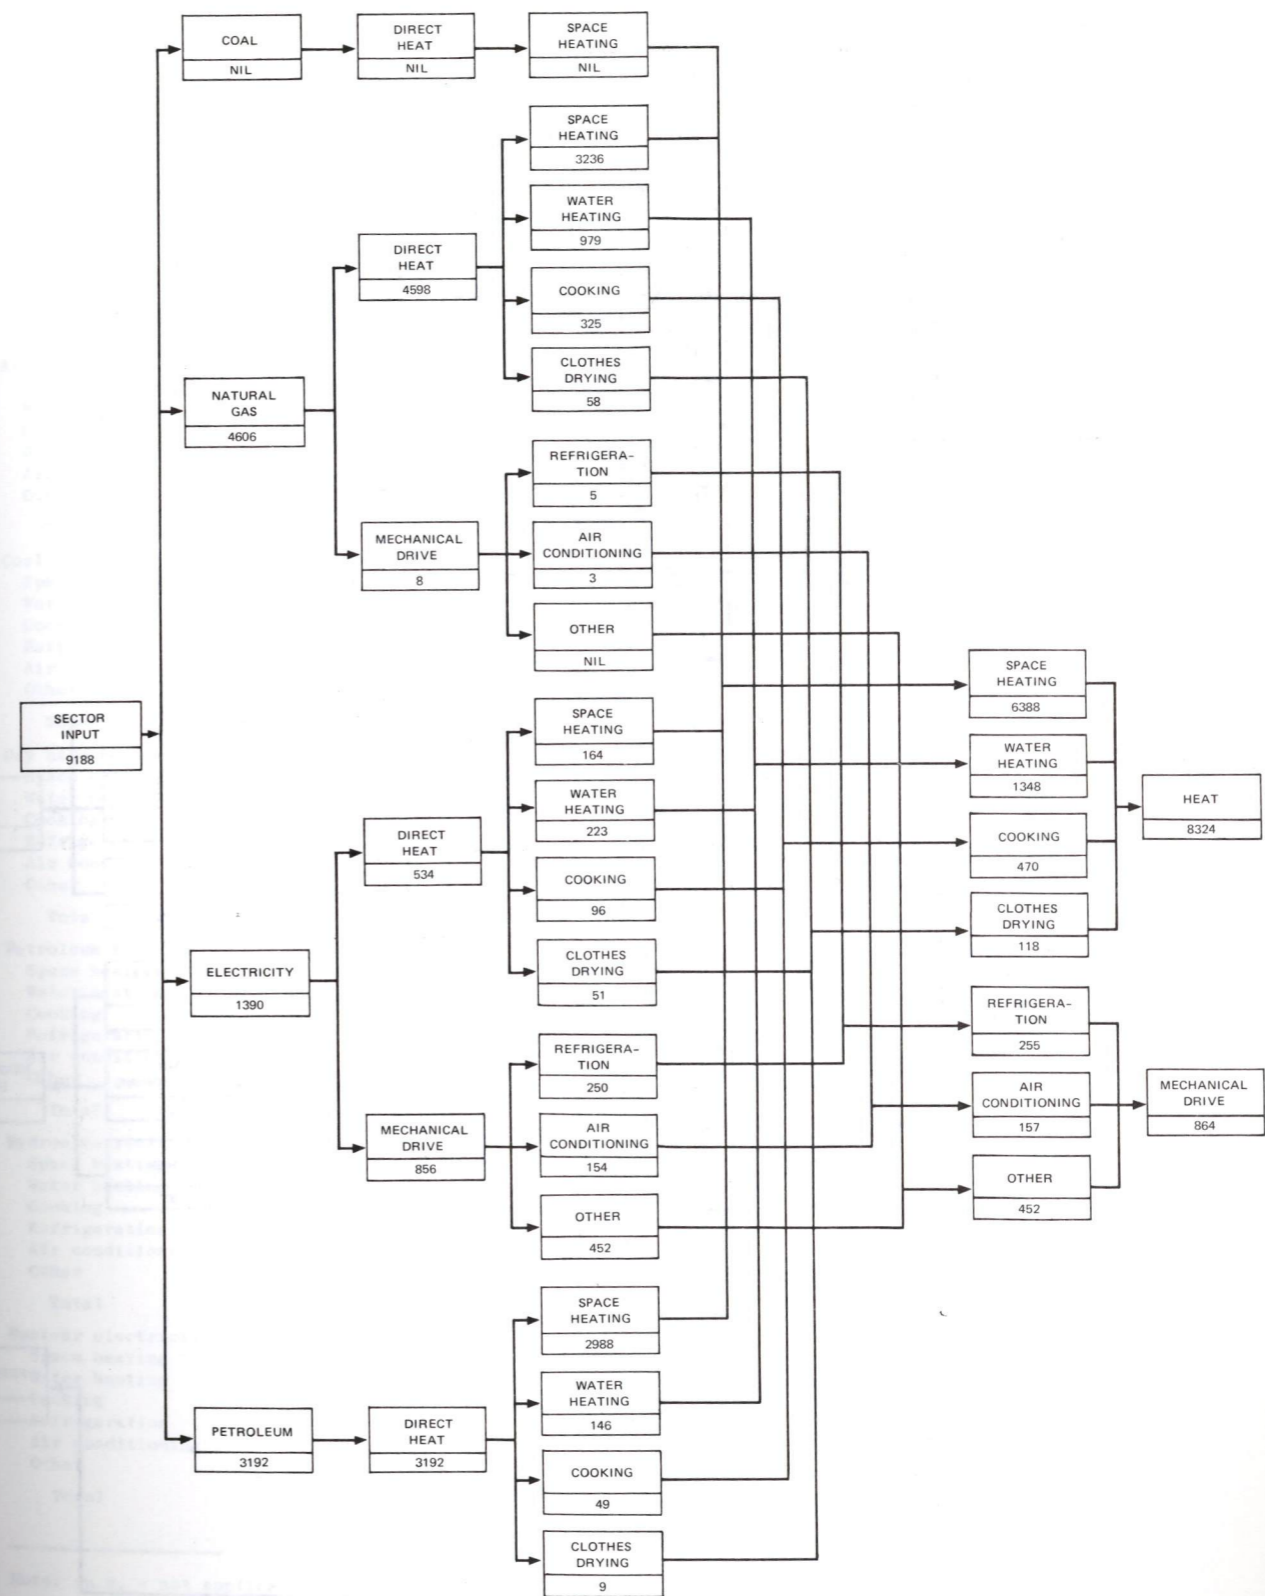 COAL
NIL
DIRECT
HEAT
NIL
SPACE
HEATING
NIL
SPACE
HEATING
3236
WATER
HEATING
979
DIRECT
HEAT
4598
COOKING
325
CLOTHES
DRYING
58
NATURAL
GAS
4606
REFRIGERA-
TION
5
MECHANICAL
DRIVE
8
AIR
CONDITIONING
3
OTHER
NIL
SECTOR
INPUT
9188
SPACE
HEATING
164
WATER
HEATING
223
DIRECT
HEAT
534
COOKING
96
CLOTHES
DRYING
51
ELECTRICITY
1390
REFRIGERA-
TION
250
MECHANICAL
DRIVE
856
AIR
CONDITIONING
154
OTHER
452
SPACE
HEATING
2988
WATER
HEATING
146
PETROLEUM
3192
DIRECT
HEAT
3192
COOKING
49
CLOTHES
DRYING
9
SPACE
HEATING
6388
WATER
HEATING
1348
COOKING
470
CLOTHES
DRYING
118
HEAT
8324
REFRIGERA-
TION
255
AIR
CONDITIONING
157
OTHER
452
MECHANICAL
DRIVE
864